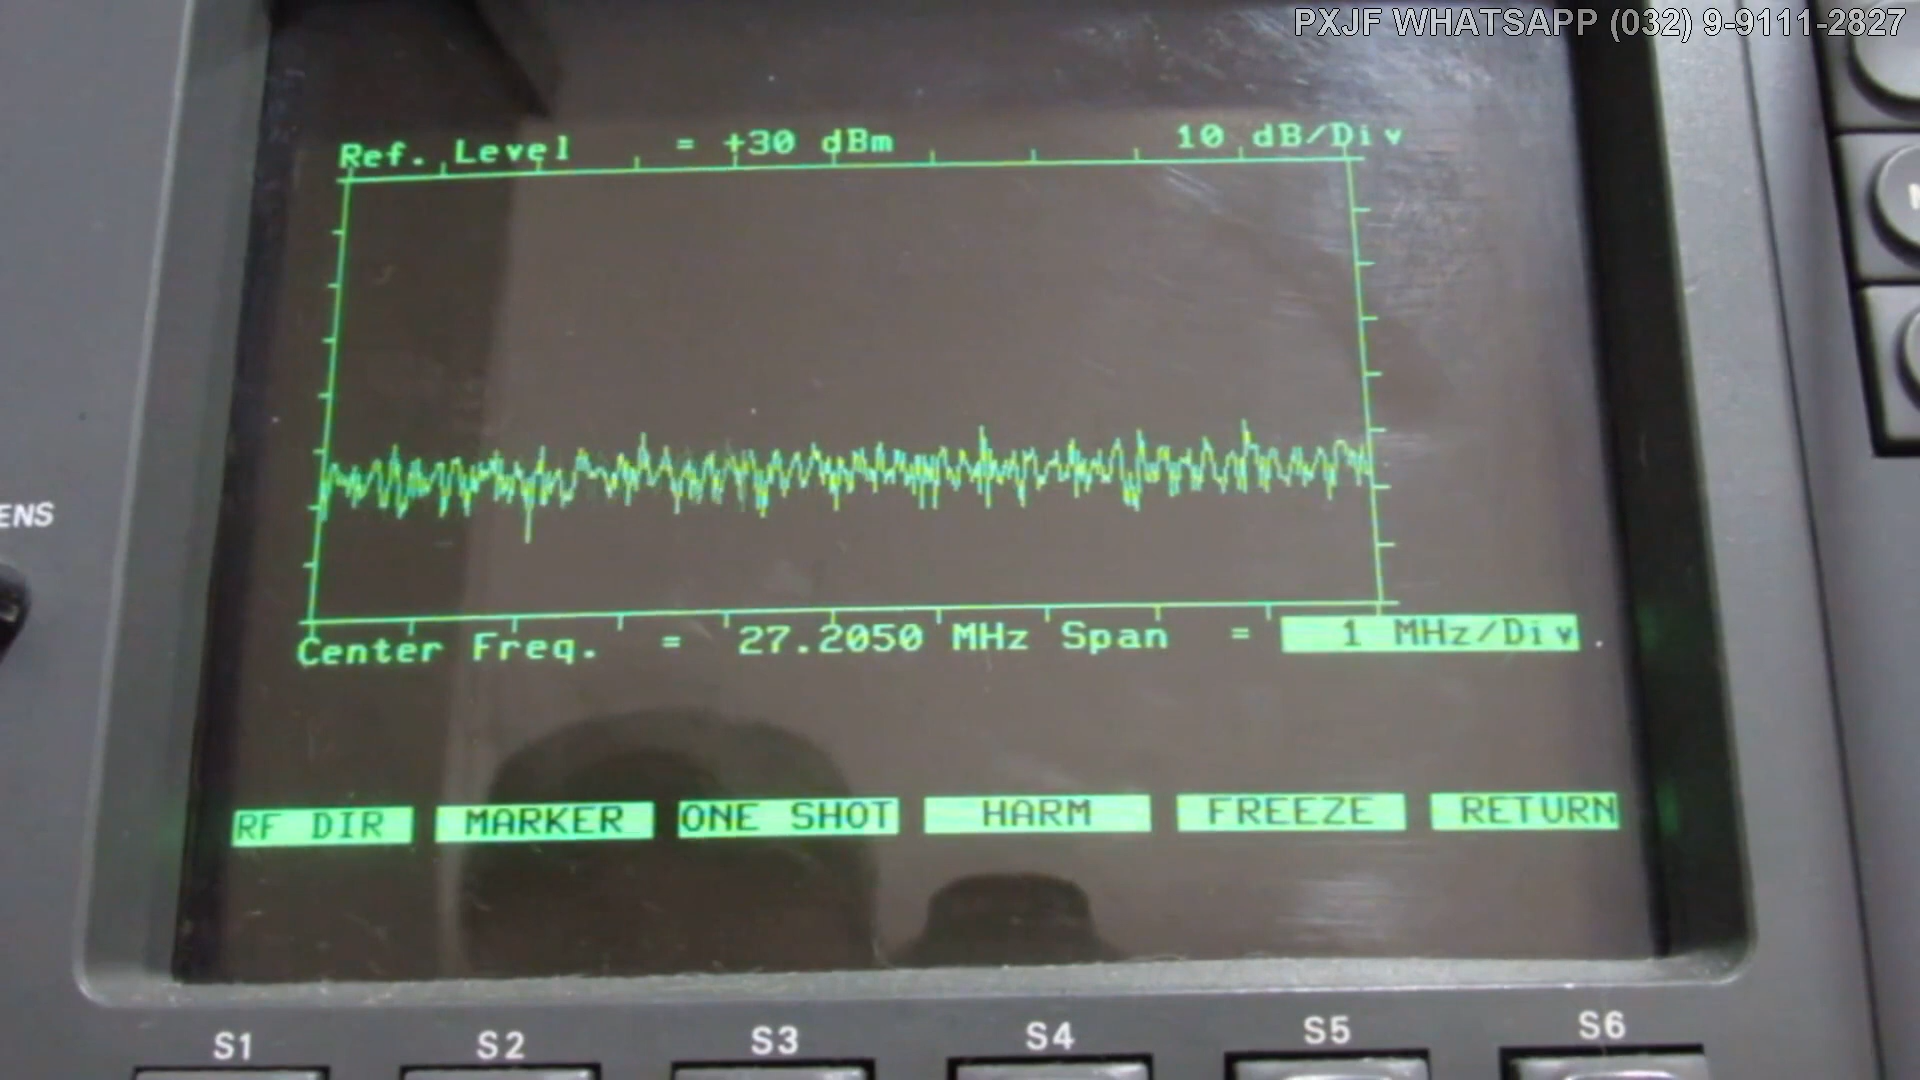 PXJF WHATSAPP (032) 9-9111-2827
Ref. Level = +30 dBm 10 dB/Div
Center Freq. = 27.2050 MHz Span = 1 MHz/Div
ENS
RF DIR MARKER ONE SHOT HARM FREEZE RETURN
S1 S2 S3 S4 S5 S6